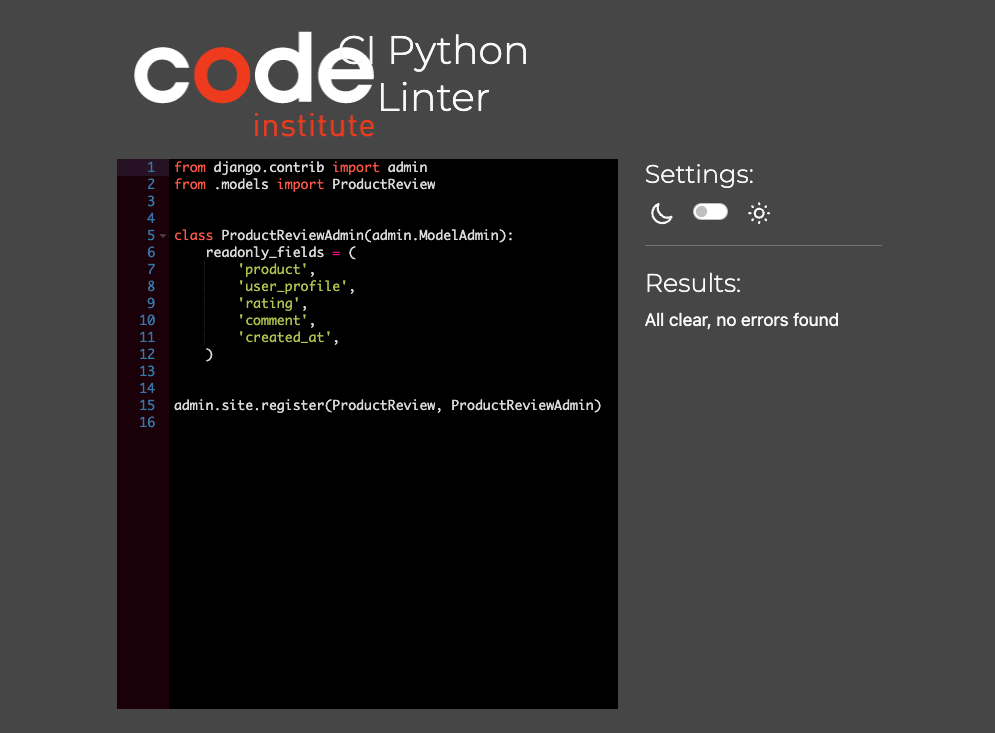 code
institute
CI Python
Linter
1 from django.contrib import admin
2 from .models import ProductReview
3
4
5 class ProductReviewAdmin(admin.ModelAdmin):
6     readonly_fields = (
7         'product',
8         'user_profile',
9         'rating',
10         'comment',
11         'created_at',
12     )
13
14
15 admin.site.register(ProductReview, ProductReviewAdmin)
16
Settings:
Results:
All clear, no errors found